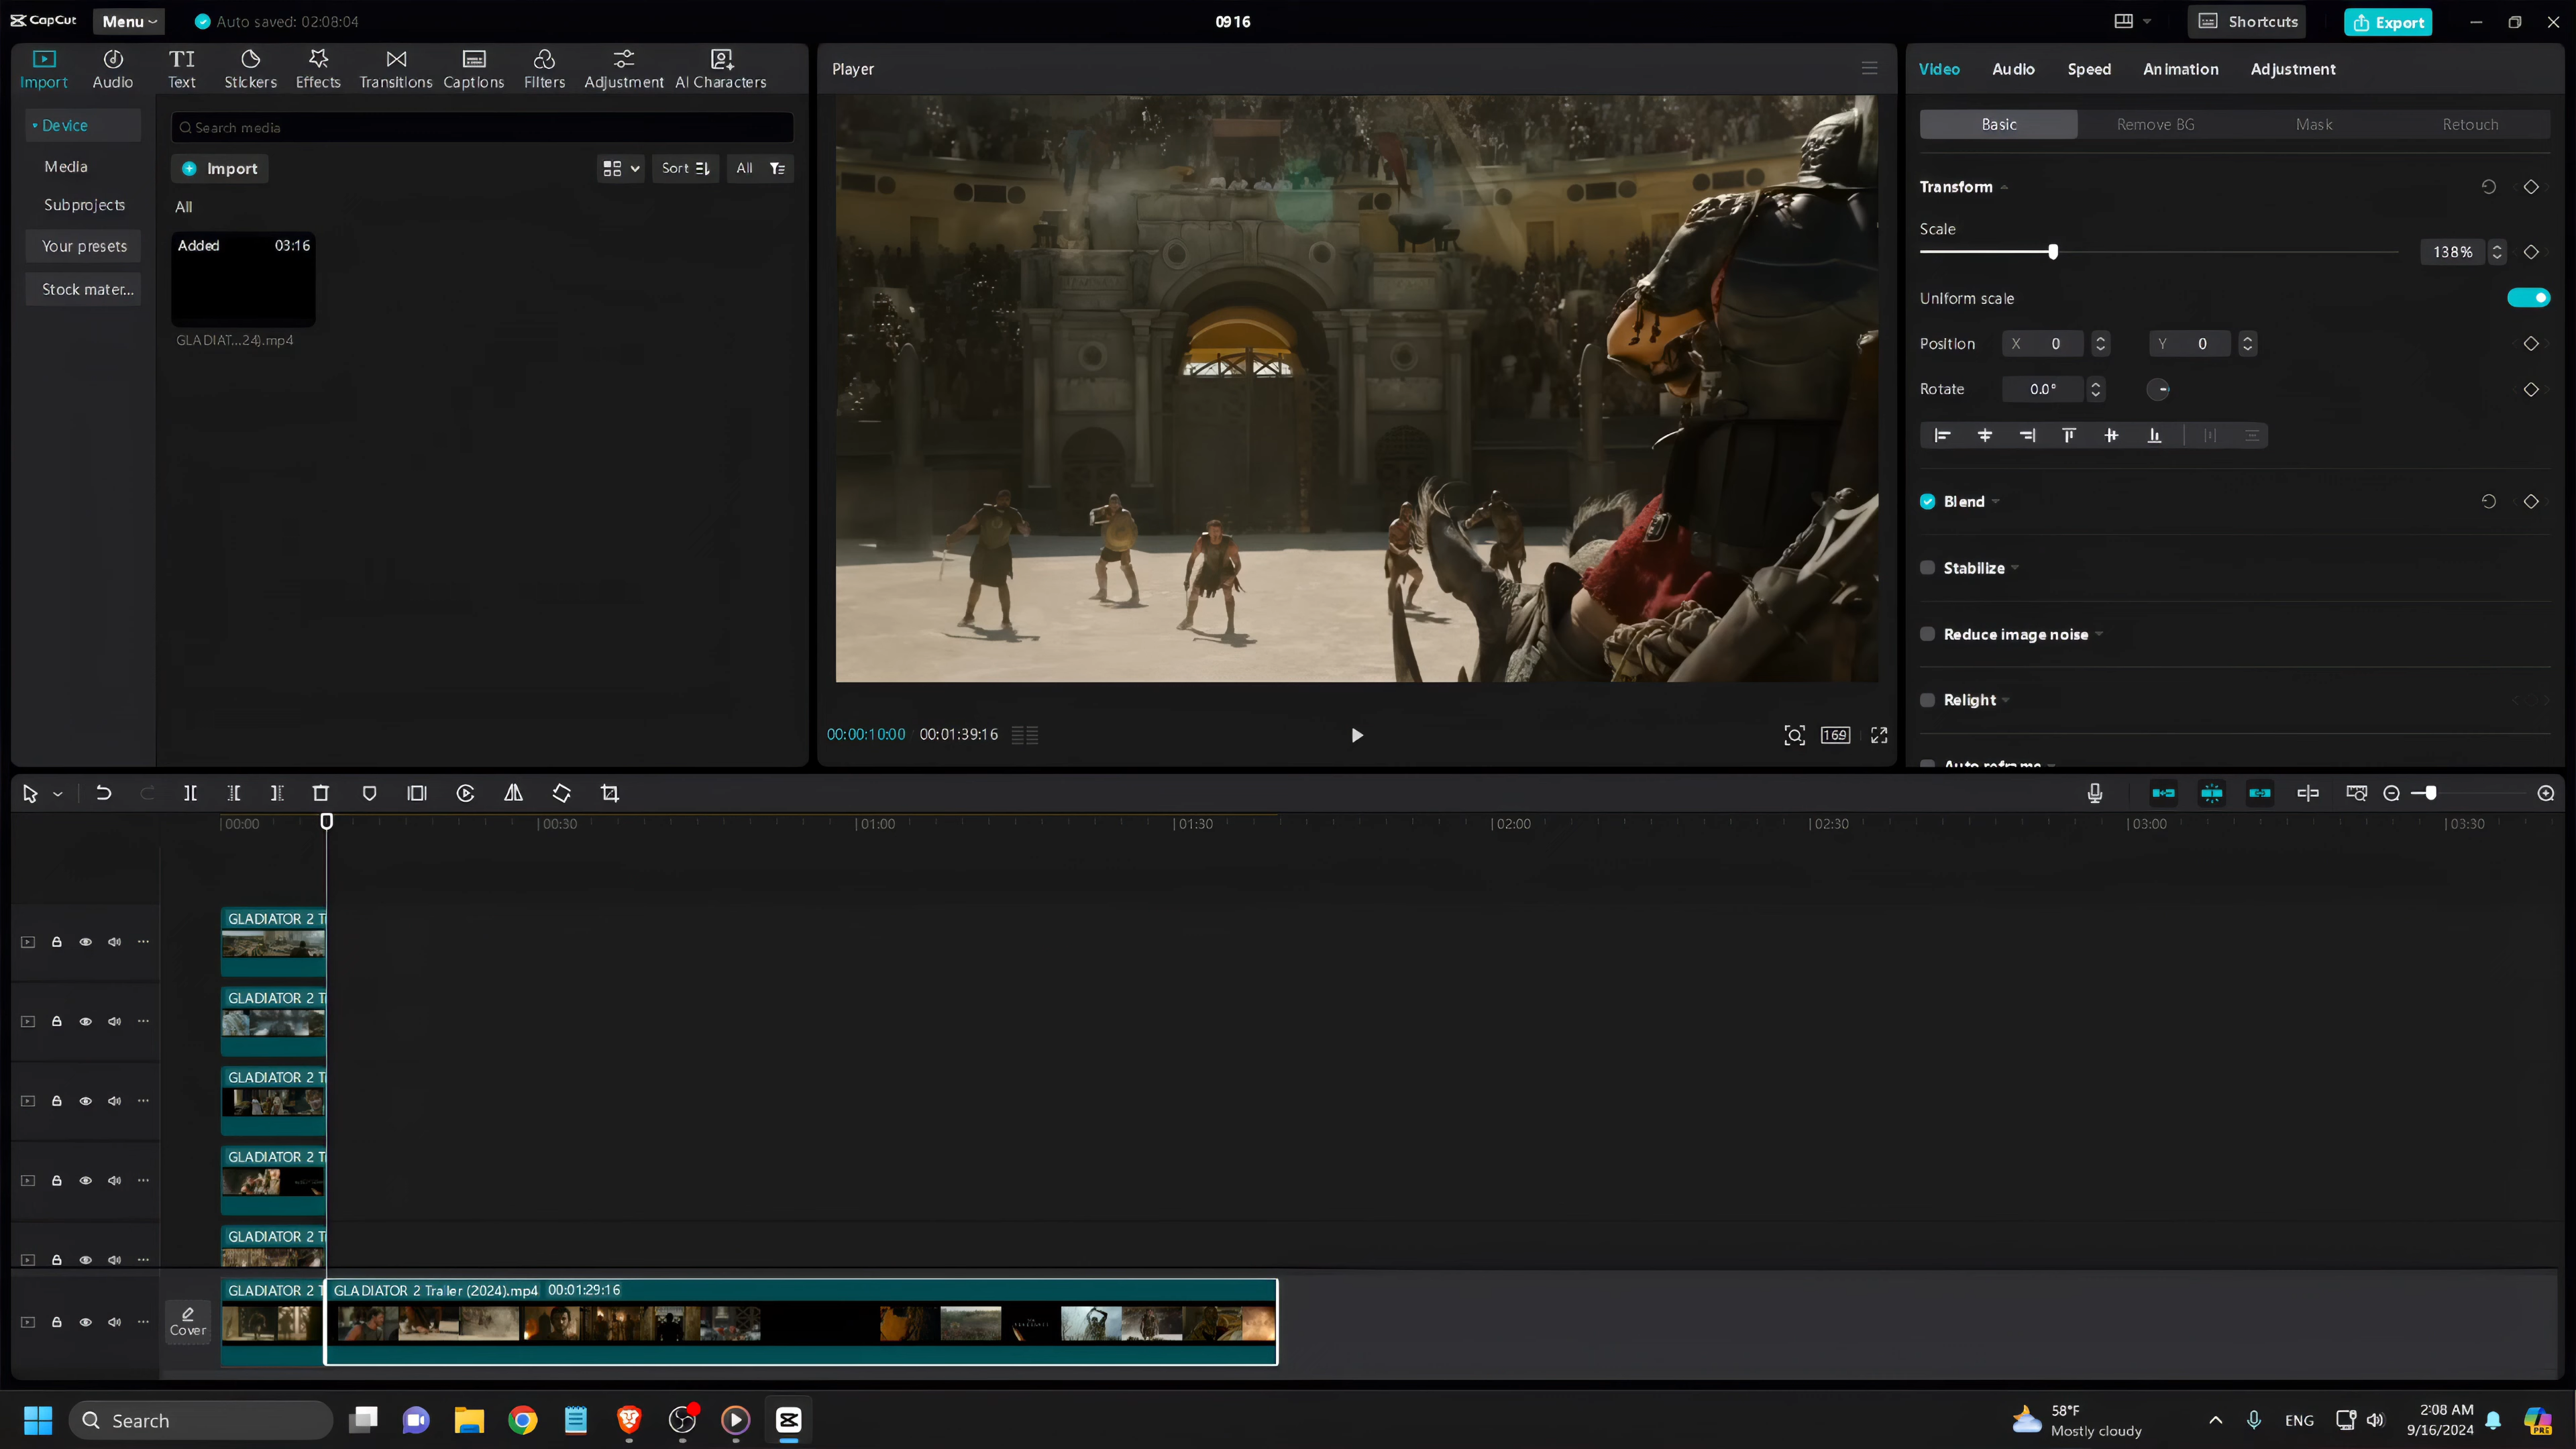 CapCut Menu Auto saved: 02:08:04 0916 Shortcuts Export
Import Audio Text Stickers Effects Transitions Captions Filters Adjustment AI Characters
Device
Media
Subprojects
Your presets
Stock mater...
Search media
Import Sort All
All
Added 03:16
GLADIAT...24).mp4
Player
00:00:10:00 00:01:39:16
16:9
Video Audio Speed Animation Adjustment
Basic Remove BG Mask Retouch
Transform
Scale
138%
Uniform scale
Position X 0 Y 0
Rotate 0.0°
Blend
Stabilize
Reduce image noise
Relight
Auto reframe
00:00 00:30 01:00 01:30 02:00 02:30 03:00 03:30
GLADIATOR 2 T
GLADIATOR 2 T
GLADIATOR 2 T
GLADIATOR 2 T
GLADIATOR 2 T
Cover
GLADIATOR 2 T GLADIATOR 2 Trailer (2024).mp4 00:01:29:16
Search
58°F
Mostly cloudy
ENG
2:08 AM
9/16/2024
PRE